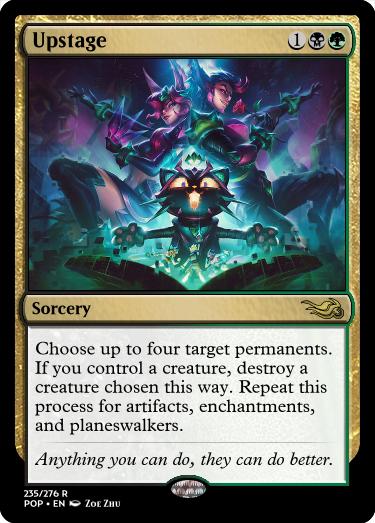 Upstage 1
Sorcery
Choose up to four target permanents.
If you control a creature, destroy a
creature chosen this way. Repeat this
process for artifacts, enchantments,
and planeswalkers.
Anything you can do, they can do better.
235/276 R
POP • EN Zoe Zhu